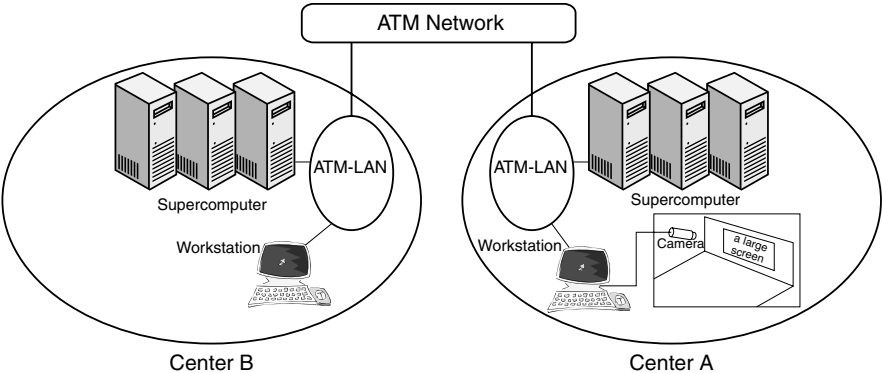 ATM Network
ATM-LAN
Supercomputer
Workstation
Center B
ATM-LAN
Supercomputer
Workstation
Camera
a large
screen
Center A